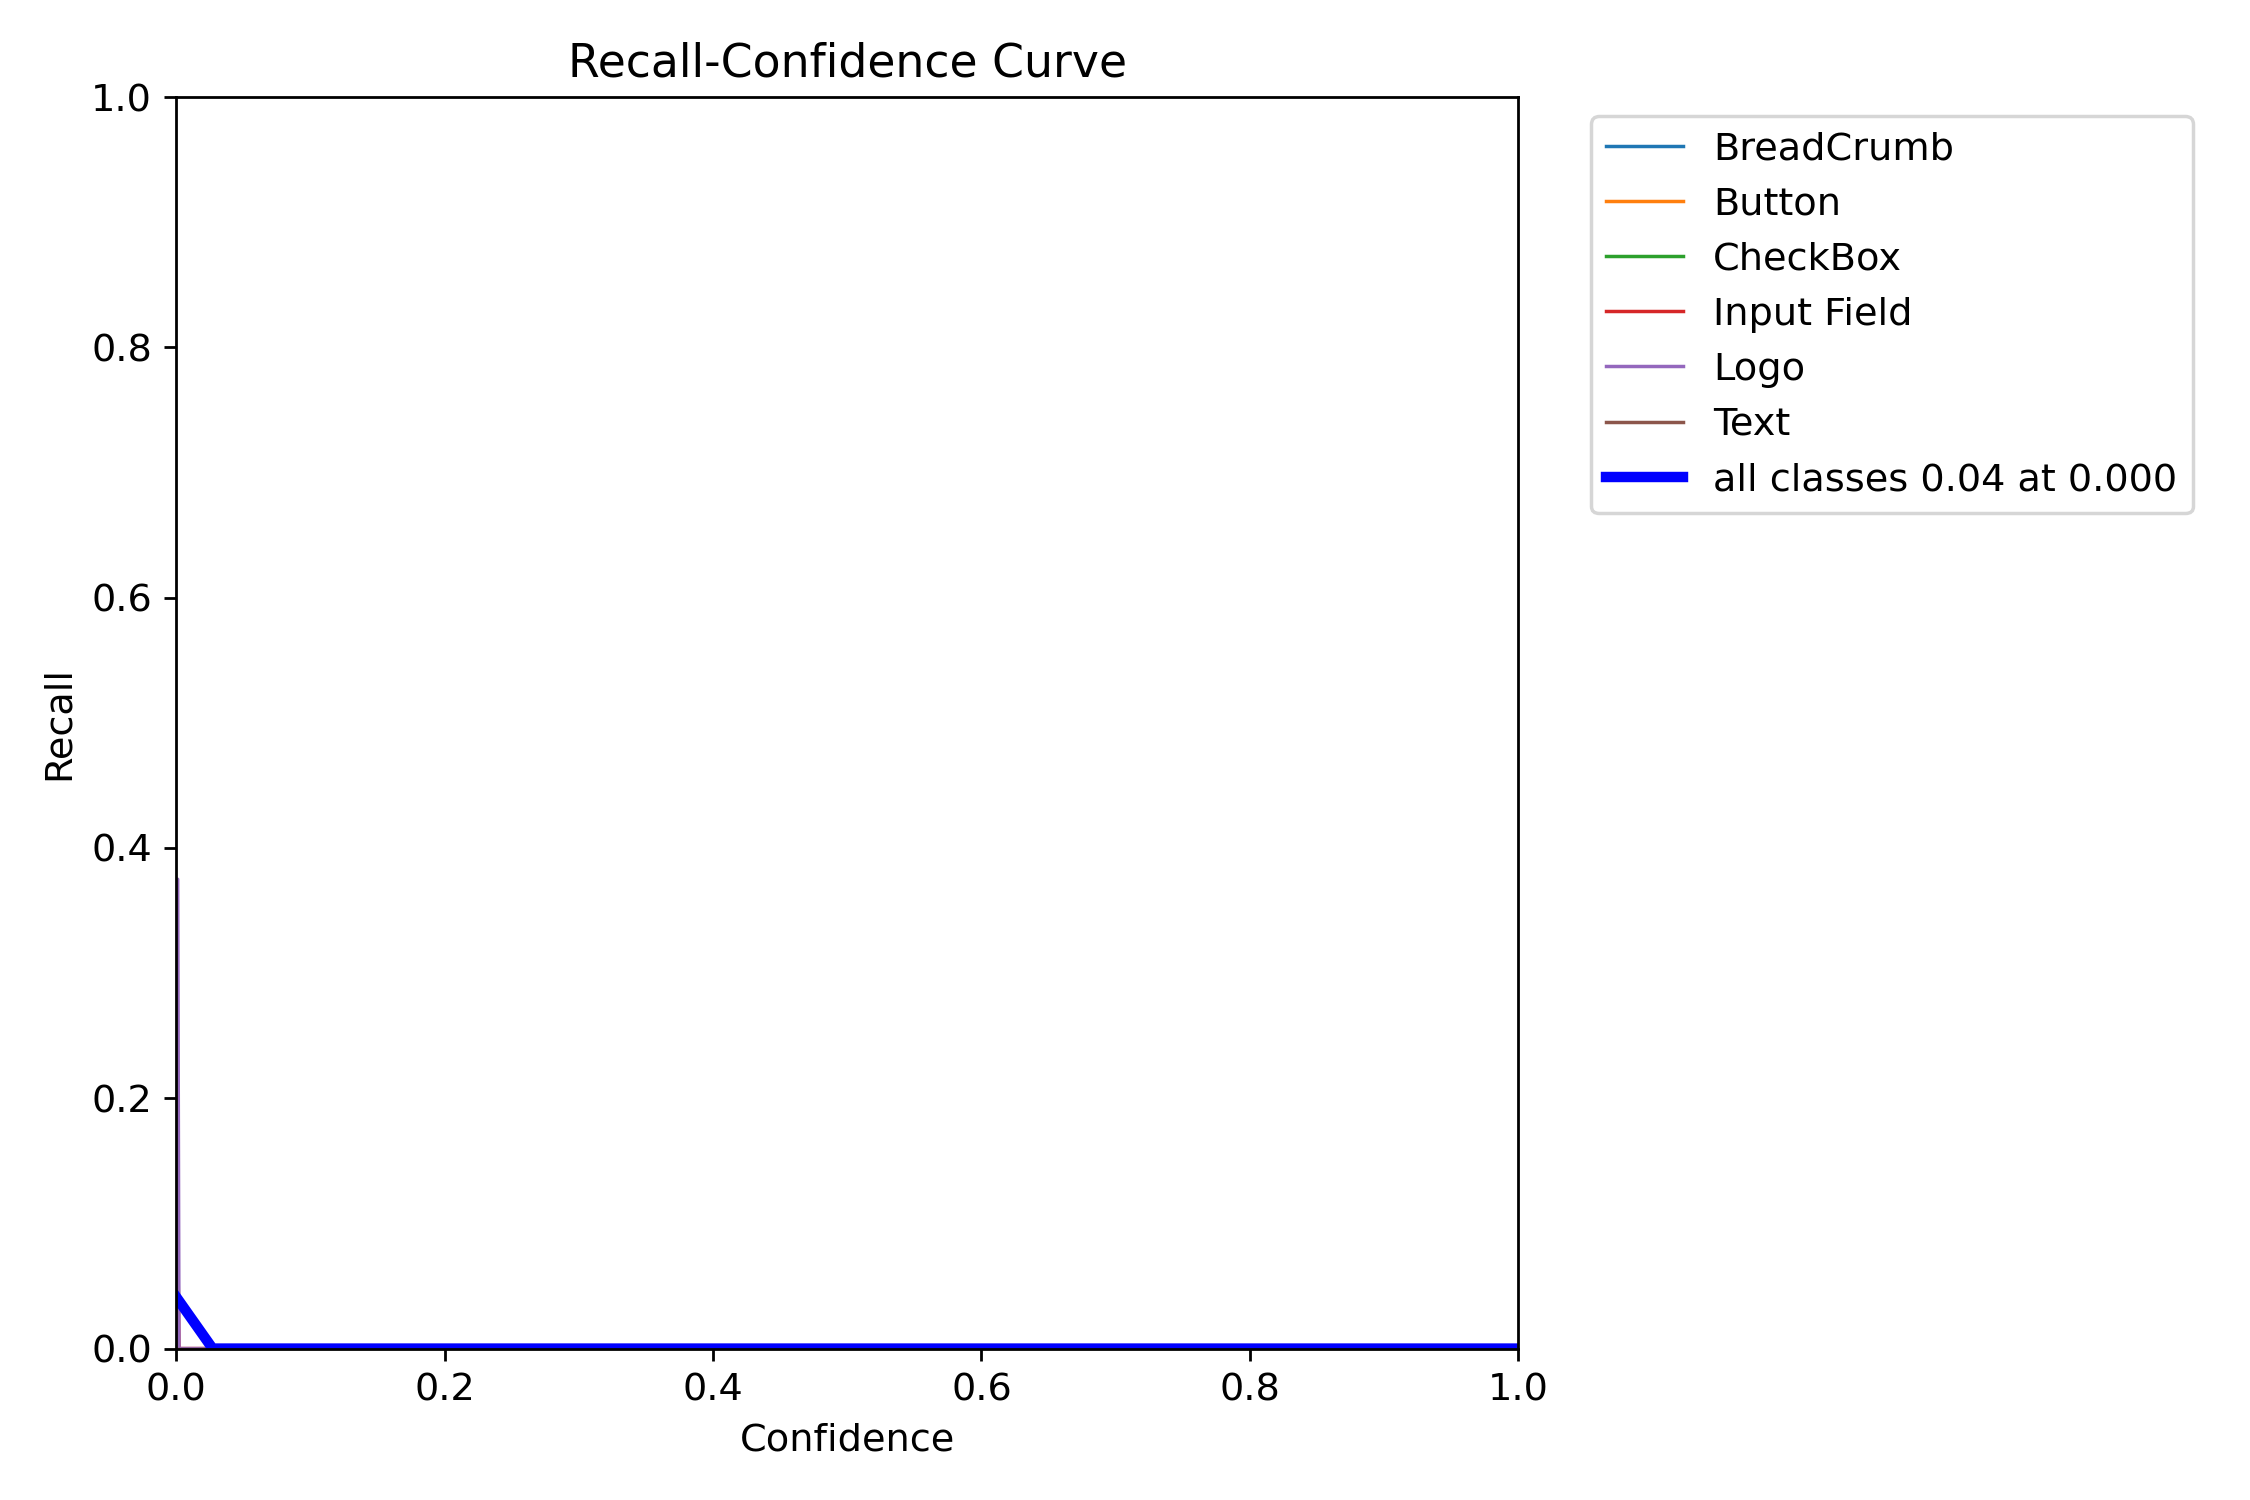 Recall-Confidence Curve
1.0
0.8
0.6
0.4
0.2
0.0
Recall
0.0 0.2 0.4 0.6 0.8 1.0
Confidence
BreadCrumb
Button
CheckBox
Input Field
Logo
Text
all classes 0.04 at 0.000